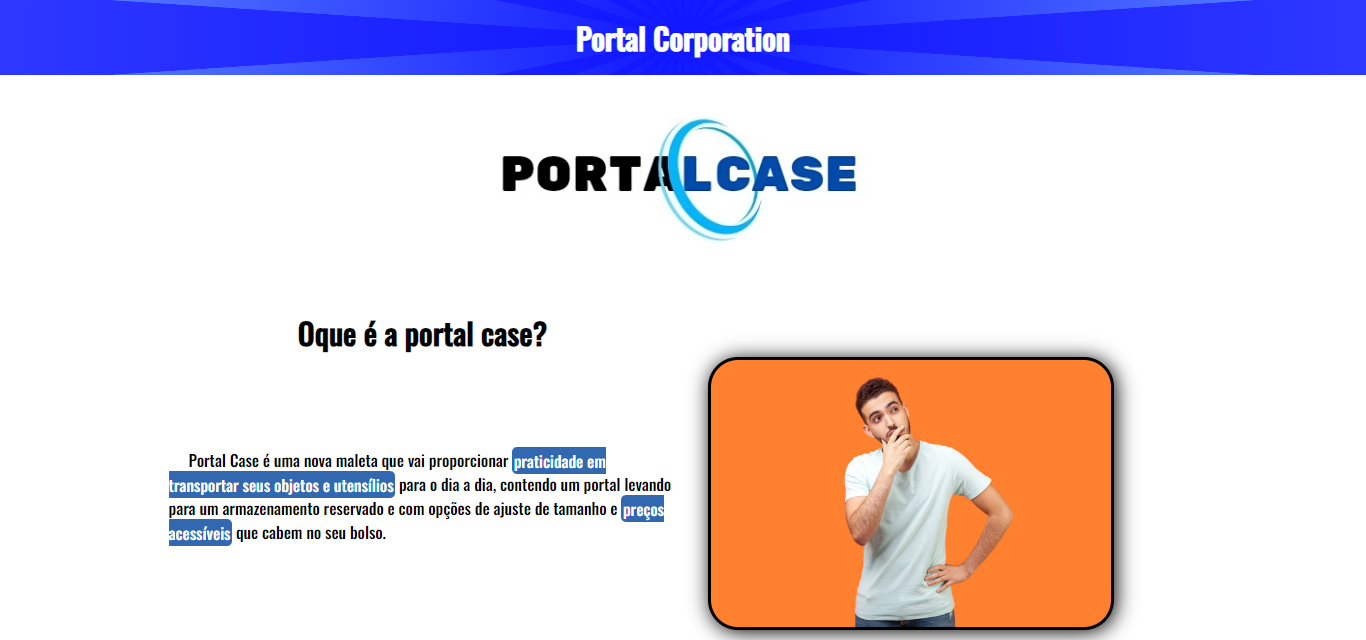 Portal Corporation
PORTALCASE
Oque é a portal case?
Portal Case é uma nova maleta que vai proporcionar praticidade em
transportar seus objetos e utensílios para o dia a dia, contendo um portal levando
para um armazenamento reservado e com opções de ajuste de tamanho e preços
acessíveis que cabem no seu bolso.